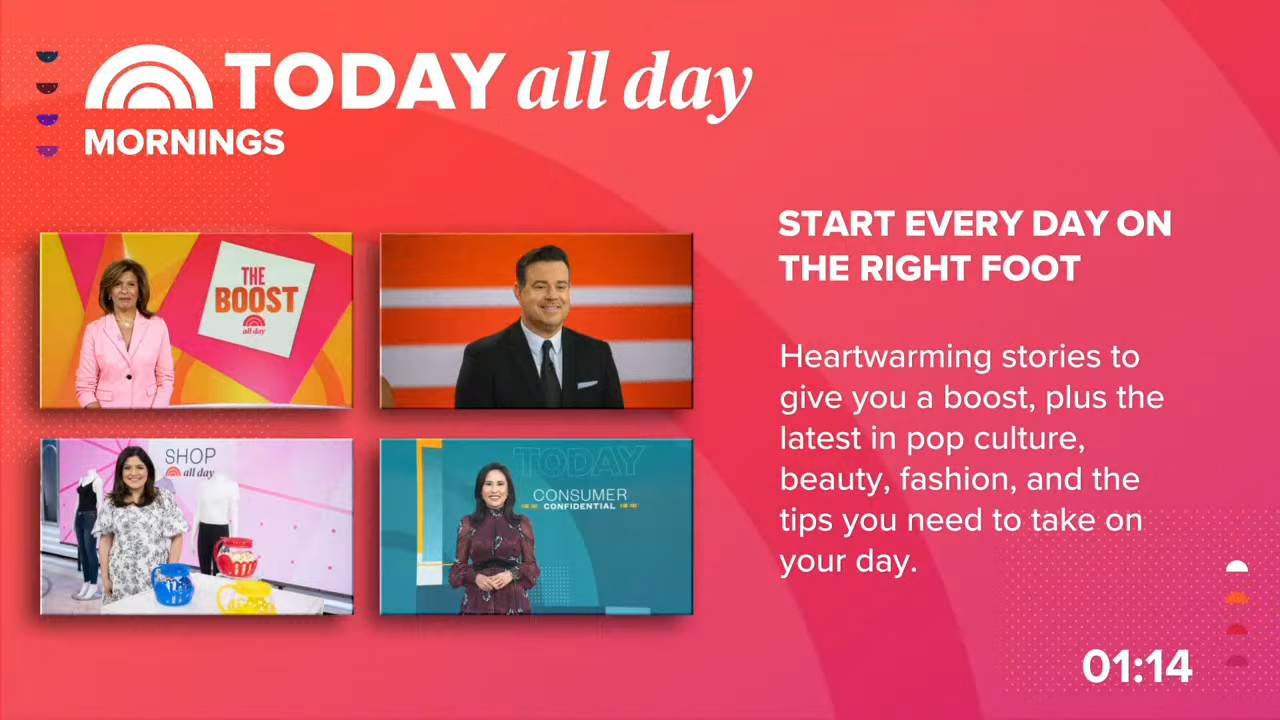 TODAY all day
MORNINGS
START EVERY DAY ON
THE RIGHT FOOT
THE
BOOST
all day
SHOP
all day
TODAY
CONSUMER
CONFIDENTIAL
Heartwarming stories to
give you a boost, plus the
latest in pop culture,
beauty, fashion, and the
tips you need to take on
your day.
01:14